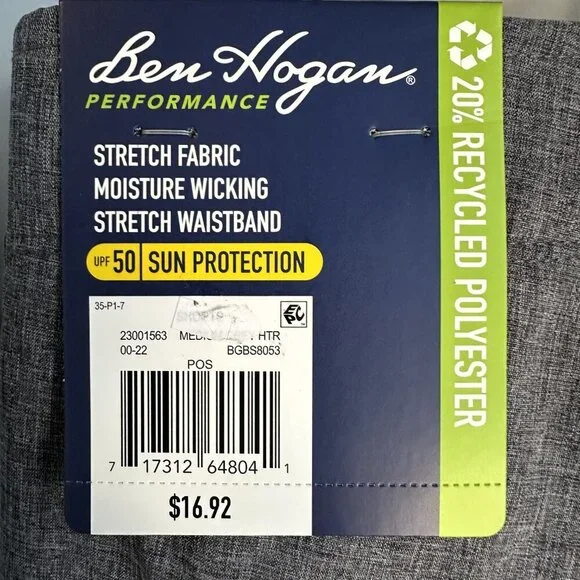 Ben Hogan®
PERFORMANCE
STRETCH FABRIC
MOISTURE WICKING
STRETCH WAISTBAND
UPF 50 SUN PROTECTION
20% RECYCLED POLYESTER
35-P1-7
EPC
23001563 HTR
00-22 BGBS8053
POS
7 17312 64804 1
$16.92